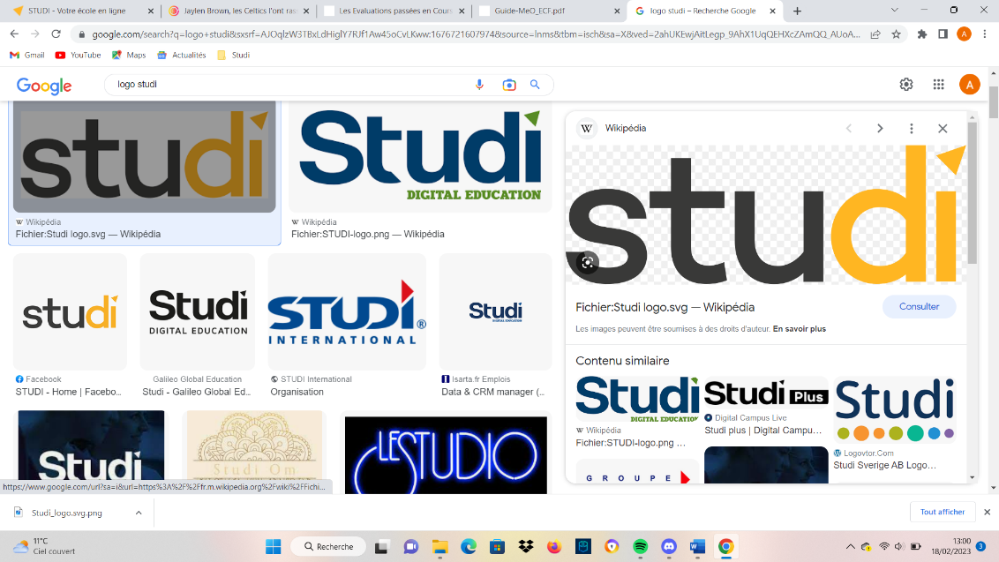 STUDI - Votre école en ligne
Jaylen Brown, les Celtics l'ont ras
Les Evaluations passées en Cours
Guide-MeO_ECF.pdf
logo studi – Recherche Google
google.com/search?q=logo+studi&sxsrf=AJOqlzW3TBxLdHiglY7RJf1Aw45oCvLKww:1676721607974&source=lnms&tbm=isch&sa=X&ved=2ahUKEwjAitLegp_9AhX1UqQEHXcZAmQQ_AUoA...
A
Gmail
YouTube
Maps
Actualités
Studi
Google
logo studi
A
studi
Studi
DIGITAL EDUCATION
W Wikipédia
Fichier:Studi logo.svg — Wikipédia
W Wikipédia
Fichier:STUDI-logo.png — Wikipédia
studi
Studi
DIGITAL EDUCATION
STUDI®
INTERNATIONAL
Studi
DIGITAL EDUCATION
Facebook
STUDI - Home | Facebo...
Galileo Global Ed...
Studi - Galileo Global Ed...
STUDI International
Organisation
Isarta.fr Emplois
Data & CRM manager (...
Studi
Studi Om
LE STUDIO
W Wikipédia
studi
Fichier:Studi logo.svg — Wikipédia
Consulter
Les images peuvent être soumises à des droits d'auteur. En savoir plus
Contenu similaire
Studi
DIGITAL EDUCATION
W Wikipédia
Fichier:STUDI-logo.png ...
Studi Plus
Digital Campus Live
Studi plus | Digital Campu...
Studi
Logovtor.Com
Studi Sverige AB Logo...
GROUPE
https://www.google.com/url?sa=i&url=https%3A%2F%2Ffr.m.wikipedia.org%2Fwiki%2FFichi...
Studi_logo.svg.png
Tout afficher
11°C
Ciel couvert
Recherche
13:00
18/02/2023
3